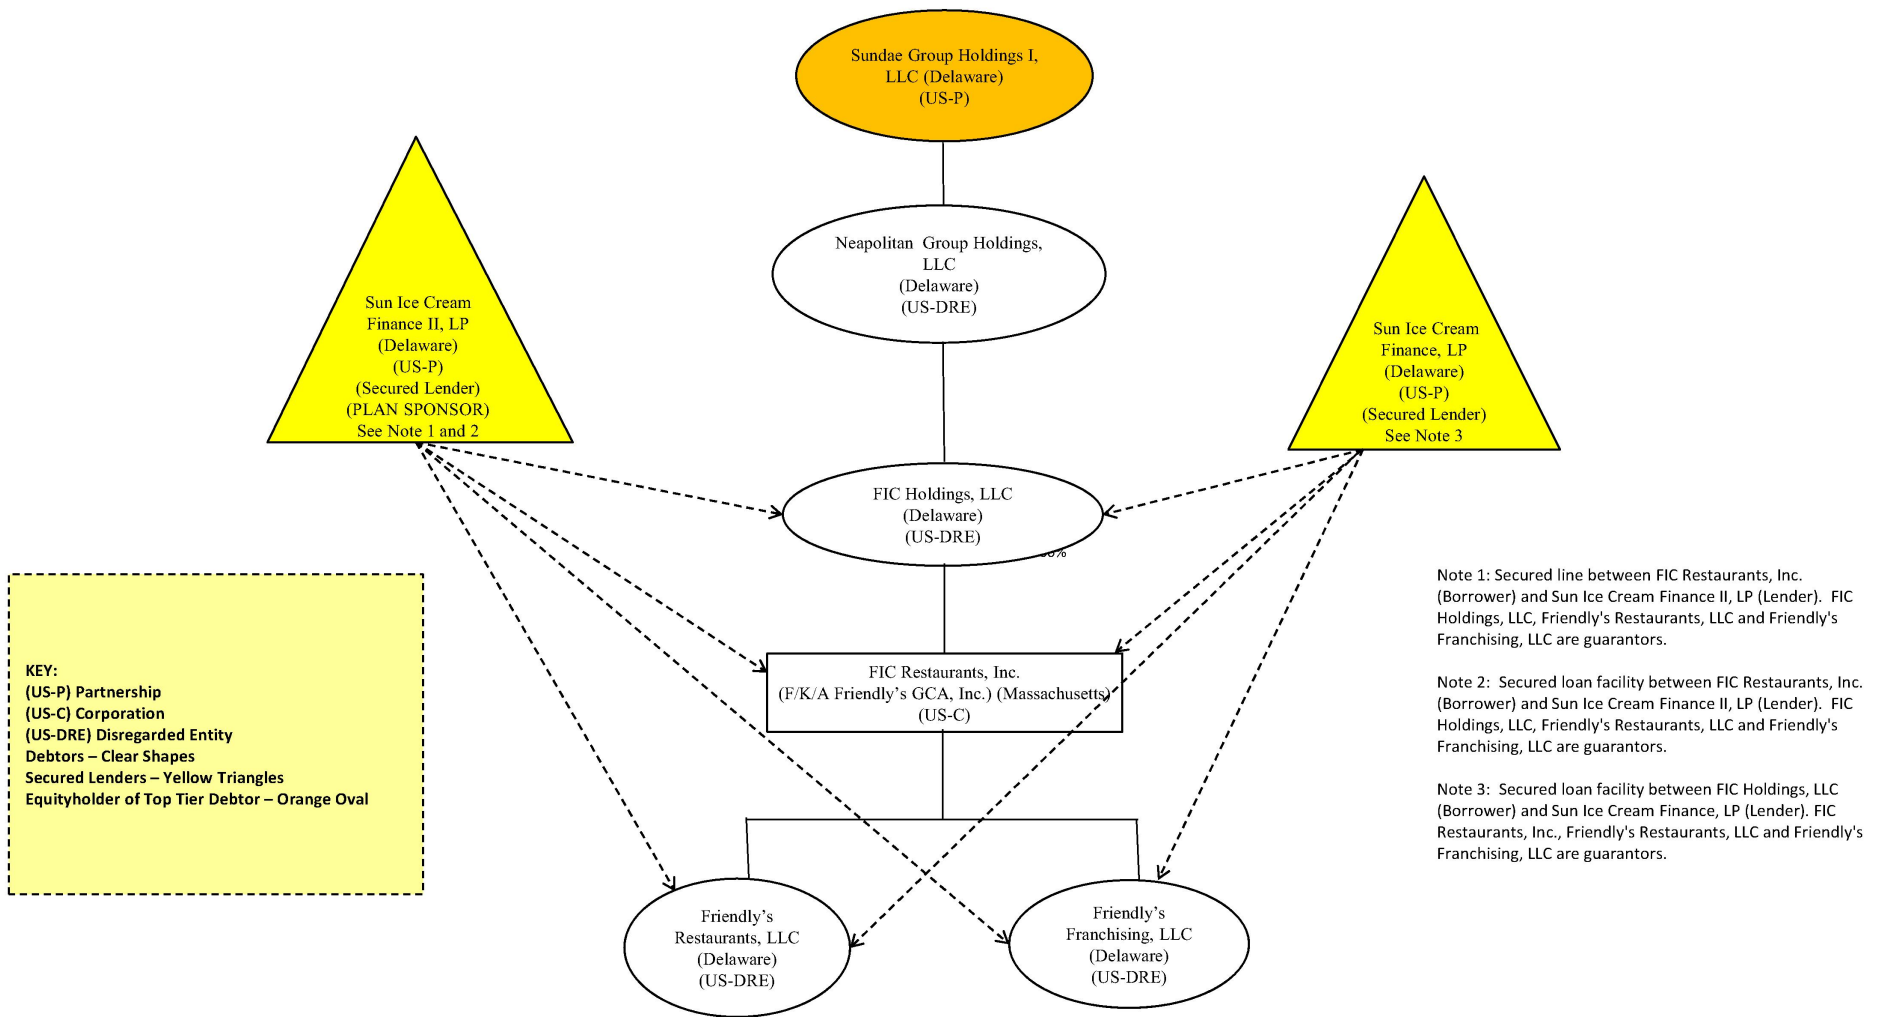 Sundae Group Holdings I,
LLC (Delaware)
(US-P)
Neapolitan  Group Holdings,
LLC
(Delaware)
(US-DRE)
Sun Ice Cream
Finance II, LP
(Delaware)
(US-P)
(Secured Lender)
(PLAN SPONSOR)
See Note 1 and 2
Sun Ice Cream
Finance, LP
(Delaware)
(US-P)
(Secured Lender)
See Note 3
FIC Holdings, LLC
(Delaware)
(US-DRE)
FIC Restaurants, Inc.
(F/K/A Friendly’s GCA, Inc.) (Massachusetts)
(US-C)
Friendly’s
Restaurants, LLC
(Delaware)
(US-DRE)
Friendly’s
Franchising, LLC
(Delaware)
(US-DRE)
KEY:
(US-P) Partnership
(US-C) Corporation
(US-DRE) Disregarded Entity
Debtors – Clear Shapes
Secured Lenders – Yellow Triangles
Equityholder of Top Tier Debtor – Orange Oval
Note 1: Secured line between FIC Restaurants, Inc.
(Borrower) and Sun Ice Cream Finance II, LP (Lender).  FIC
Holdings, LLC, Friendly's Restaurants, LLC and Friendly's
Franchising, LLC are guarantors.
Note 2:  Secured loan facility between FIC Restaurants, Inc.
(Borrower) and Sun Ice Cream Finance II, LP (Lender).  FIC
Holdings, LLC, Friendly's Restaurants, LLC and Friendly's
Franchising, LLC are guarantors.
Note 3:  Secured loan facility between FIC Holdings, LLC
(Borrower) and Sun Ice Cream Finance, LP (Lender). FIC
Restaurants, Inc., Friendly's Restaurants, LLC and Friendly's
Franchising, LLC are guarantors.